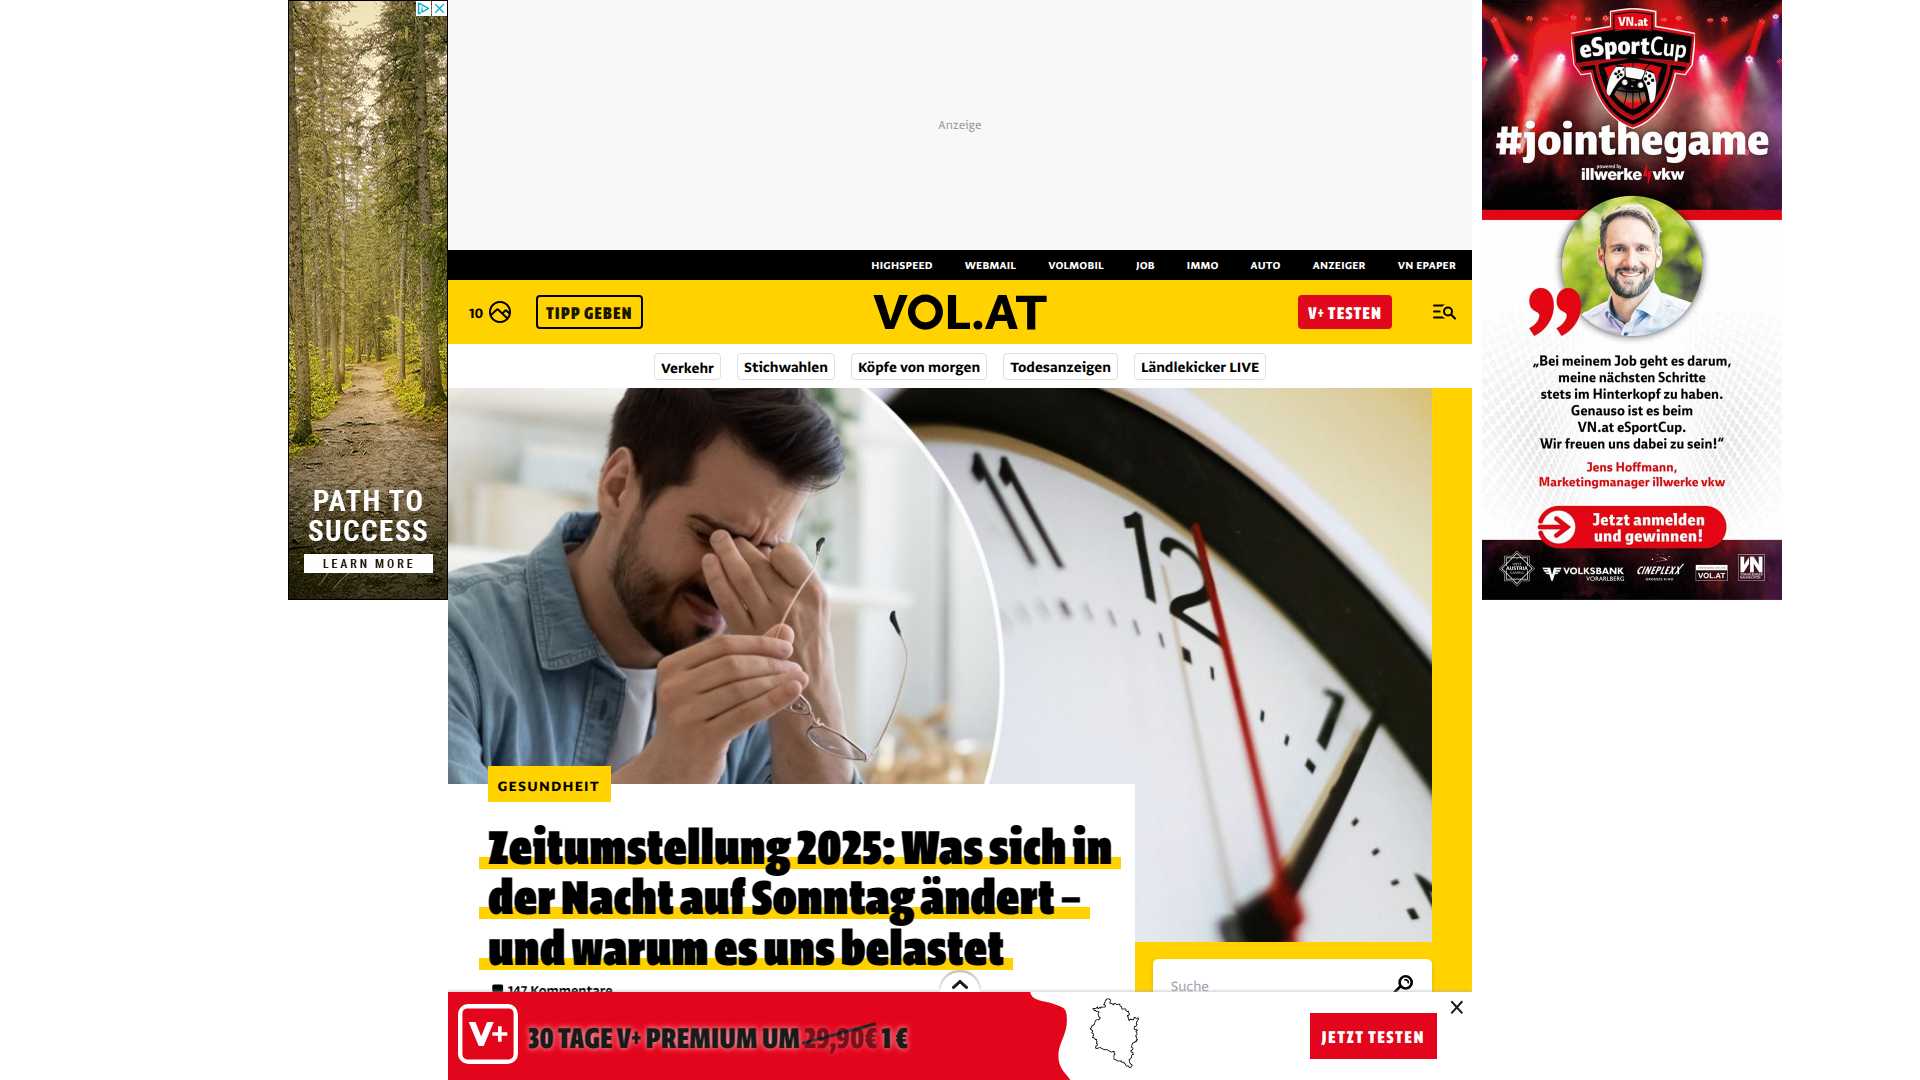 PATH TO
SUCCESS
LEARN MORE
Anzeige
HIGHSPEED
WEBMAIL
VOLMOBIL
JOB
IMMO
AUTO
ANZEIGER
VN EPAPER
10
TIPP GEBEN
VOL.AT
V+ TESTEN
Verkehr
Stichwahlen
Köpfe von morgen
Todesanzeigen
Ländlekicker LIVE
11
12
1
GESUNDHEIT
Zeitumstellung 2025: Was sich in
der Nacht auf Sonntag ändert –
und warum es uns belastet
147 Kommentare
Suche
V+
30 TAGE V+ PREMIUM UM 29,90€ 1 €
JETZT TESTEN
VN.at
eSportCup
#jointhegame
powered by
illwerke vkw
„Bei meinem Job geht es darum,
meine nächsten Schritte
stets im Hinterkopf zu haben.
Genauso ist es beim
VN.at eSportCup.
Wir freuen uns dabei zu sein!“
Jens Hoffmann,
Marketingmanager illwerke vkw
Jetzt anmelden
und gewinnen!
AUSTRIA
VOLKSBANK
VORARLBERG
CINEPLEXX
VOL.AT
VN